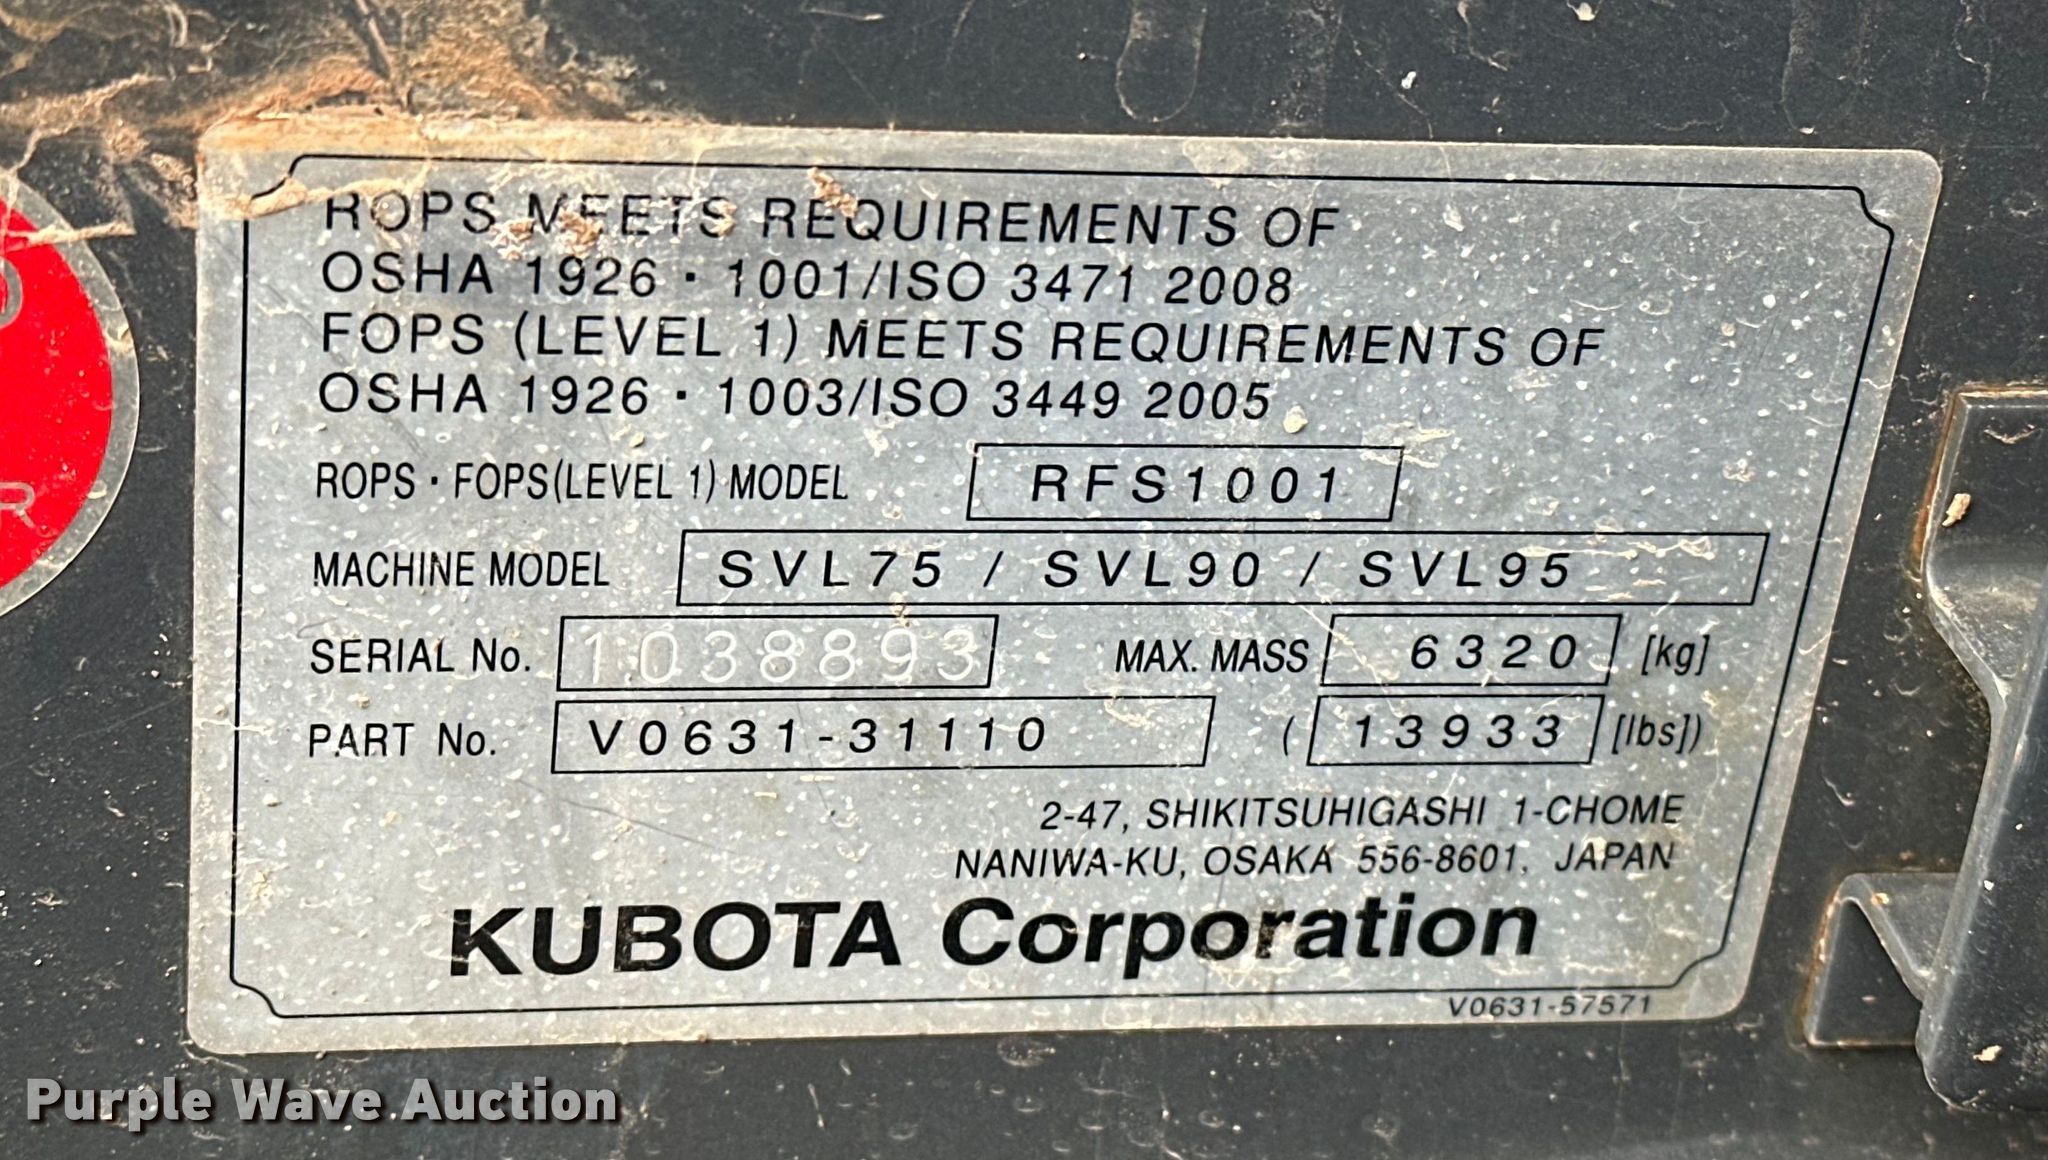 ROPS MEETS REQUIREMENTS OF
OSHA 1926 · 1001/ISO 3471 2008
FOPS (LEVEL 1) MEETS REQUIREMENTS OF
OSHA 1926 · 1003/ISO 3449 2005
ROPS · FOPS(LEVEL 1) MODEL RFS1001
MACHINE MODEL SVL75 / SVL90 / SVL95
SERIAL No. 1038893 MAX. MASS 6320 [kg]
PART No. V0631-31110 ( 13933 [lbs])
2-47, SHIKITSUHIGASHI 1-CHOME
NANIWA-KU, OSAKA 556-8601, JAPAN
KUBOTA Corporation
V0631-57571
Purple Wave Auction